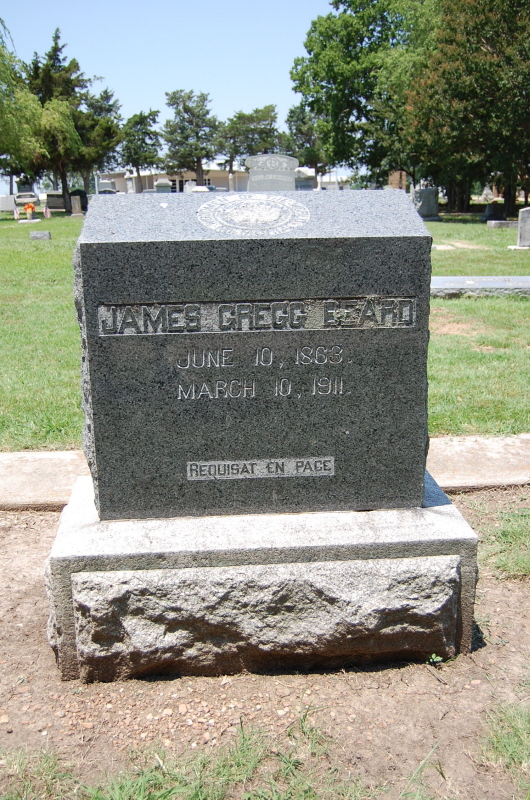 JAMES GREGG BEARD
JUNE 10, 1863.
MARCH 10, 1911.
REQUISAT EN PACE